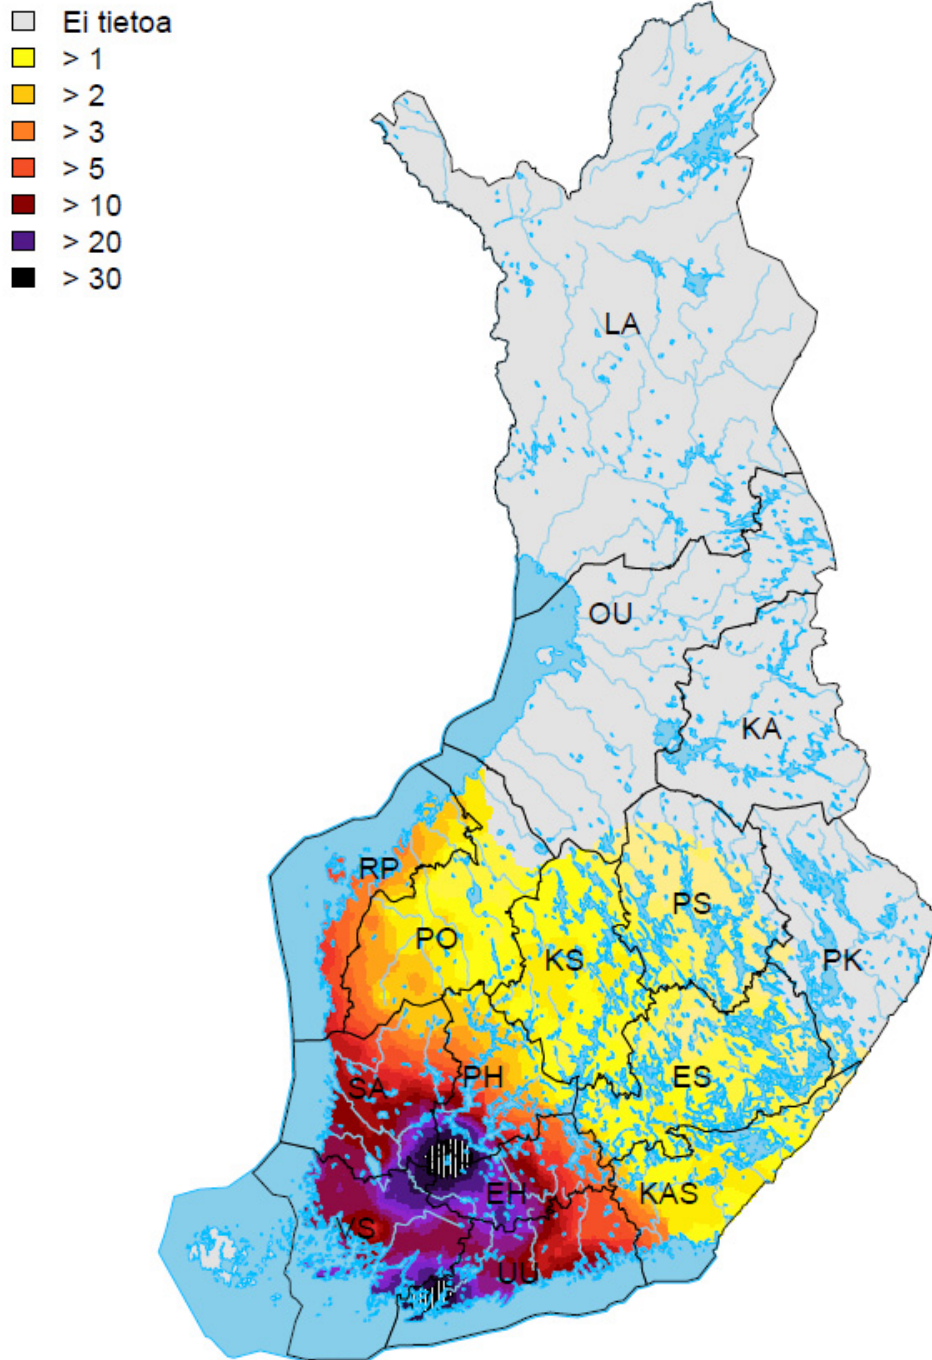 Ei tietoa
> 1
> 2
> 3
> 5
> 10
> 20
> 30
LA
OU
KA
RP
PS
PO
KS
PK
PH
ES
SA
EH
KAS
VS
UU